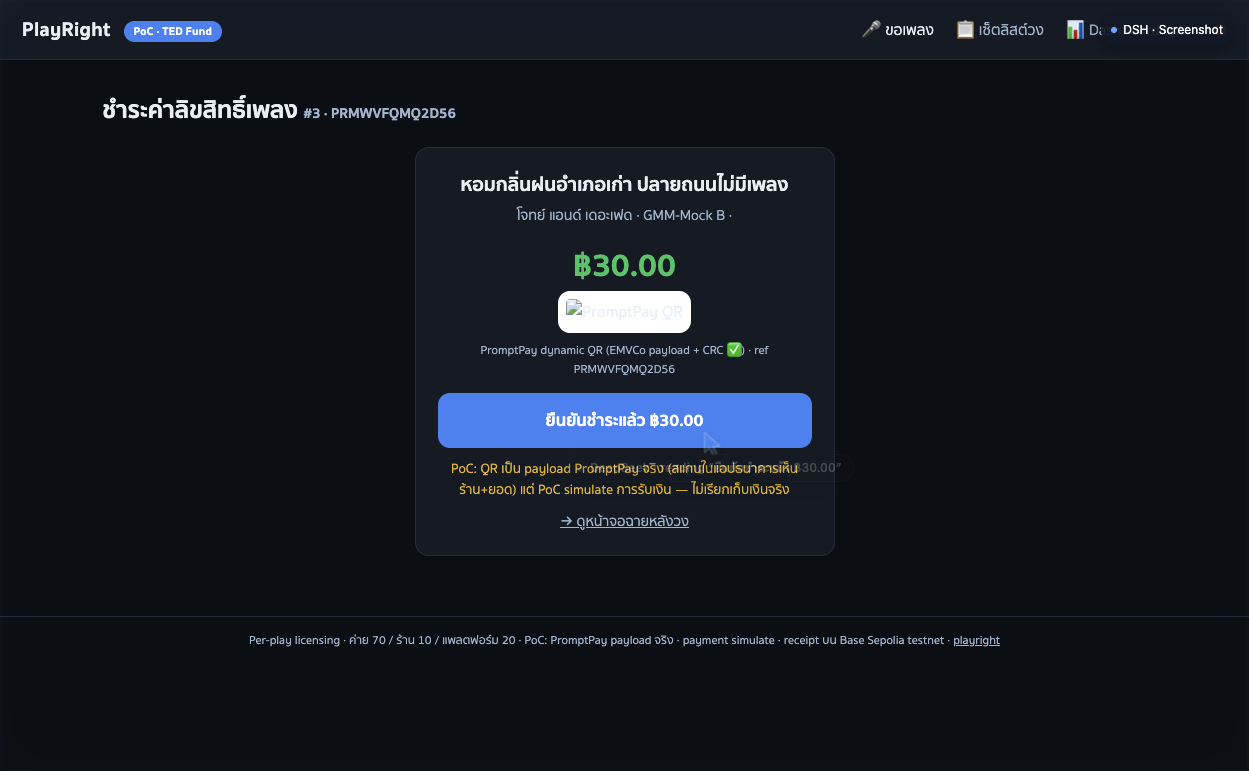 PlayRight PoC · TED Fund 🎤 ขอเพลง 📋 เซ็ตลิสต์วง 📊 DSH · Screenshot
ชำระค่าลิขสิทธิ์เพลง #3 · PRMWVFQMQ2D56
หอมกลิ่นฝนอำเภอเก่า ปลายถนนไม่มีเพลง
โจทย์ แอนด์ เดอะเฟด · GMM-Mock B ·
฿30.00
PromptPay QR
PromptPay dynamic QR (EMVCo payload + CRC ✅) · ref
PRMWVFQMQ2D56
ยืนยันชำระแล้ว ฿30.00
PoC: QR เป็น payload PromptPay จริง (สแกนในแอปธนาคารเห็น
ร้าน+ยอด) แต่ PoC simulate การรับเงิน — ไม่เรียกเก็บเงินจริง
→ ดูหน้าจอฉายหลังวง
Per-play licensing · ค่าย 70 / ร้าน 10 / แพลตฟอร์ม 20 · PoC: PromptPay payload จริง · payment simulate · receipt บน Base Sepolia testnet · playright